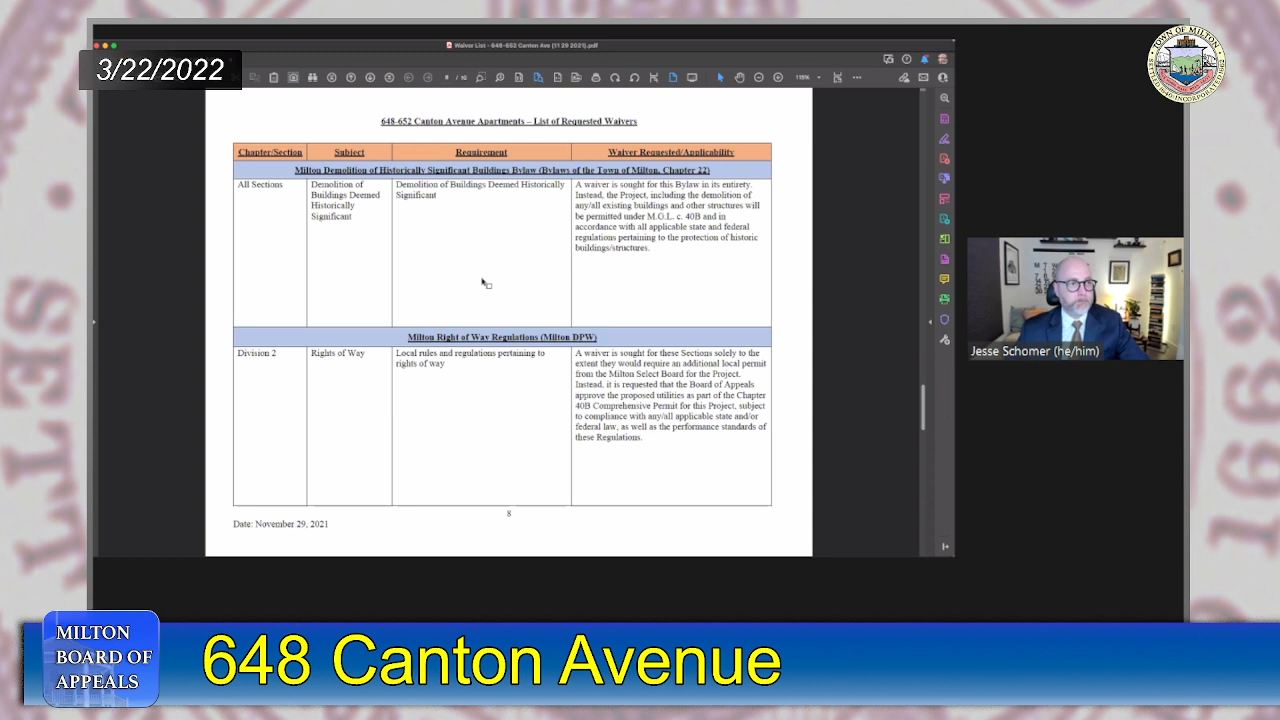 Waiver List - 648-652 Canton Ave (11 29 2021).pdf
3/22/2022
8 / 10
115%
TOWN OF MILTON
648-652 Canton Avenue Apartments – List of Requested Waivers
Chapter/Section Subject Requirement Waiver Requested/Applicability
Milton Demolition of Historically Significant Buildings Bylaw (Bylaws of the Town of Milton, Chapter 22)
All Sections Demolition of Demolition of Buildings Deemed Historically A waiver is sought for this Bylaw in its entirety.
Buildings Deemed Significant Instead, the Project, including the demolition of
Historically any/all existing buildings and other structures will
Significant be permitted under M.G.L. c. 40B and in
accordance with all applicable state and federal
regulations pertaining to the protection of historic
buildings/structures.
Milton Right of Way Regulations (Milton DPW)
Division 2 Rights of Way Local rules and regulations pertaining to A waiver is sought for these Sections solely to the
rights of way extent they would require an additional local permit
from the Milton Select Board for the Project.
Instead, it is requested that the Board of Appeals
approve the proposed utilities as part of the Chapter
40B Comprehensive Permit for this Project, subject
to compliance with any/all applicable state and/or
federal law, as well as the performance standards of
these Regulations.
8
Date: November 29, 2021
Jesse Schomer (he/him)
MILTON
BOARD OF
APPEALS
648 Canton Avenue